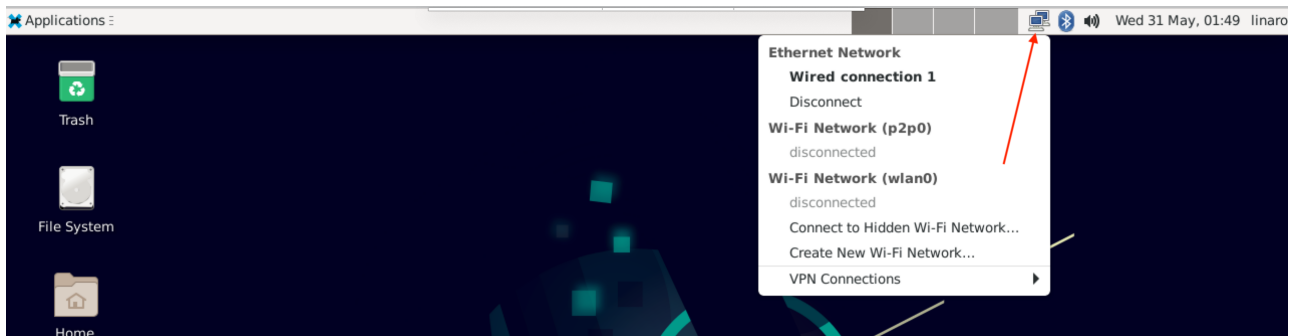 Applications
Wed 31 May, 01:49 linaro
Trash
File System
Home
Ethernet Network
Wired connection 1
Disconnect
Wi-Fi Network (p2p0)
disconnected
Wi-Fi Network (wlan0)
disconnected
Connect to Hidden Wi-Fi Network...
Create New Wi-Fi Network...
VPN Connections